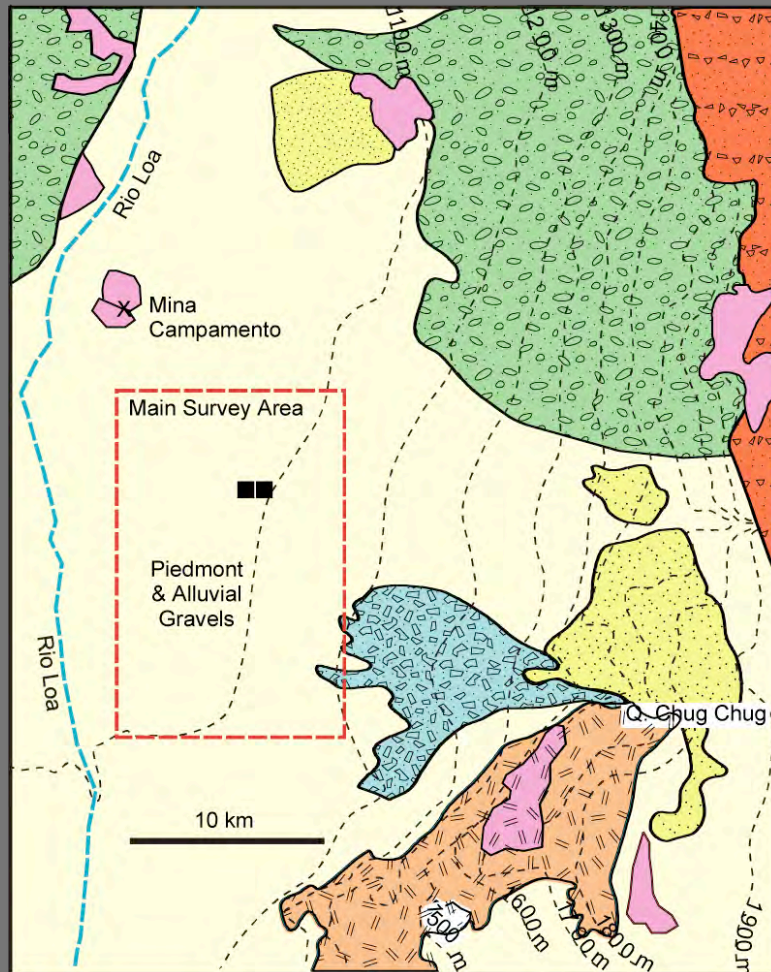 1100 m
1200 m
1300 m
1400 m
Rio Loa
Mina
Campamento
Main Survey Area
Piedmont
& Alluvial
Gravels
Rio Loa
Q. Chug Chug
10 km
1500 m
1600 m
1800 m
1900 m